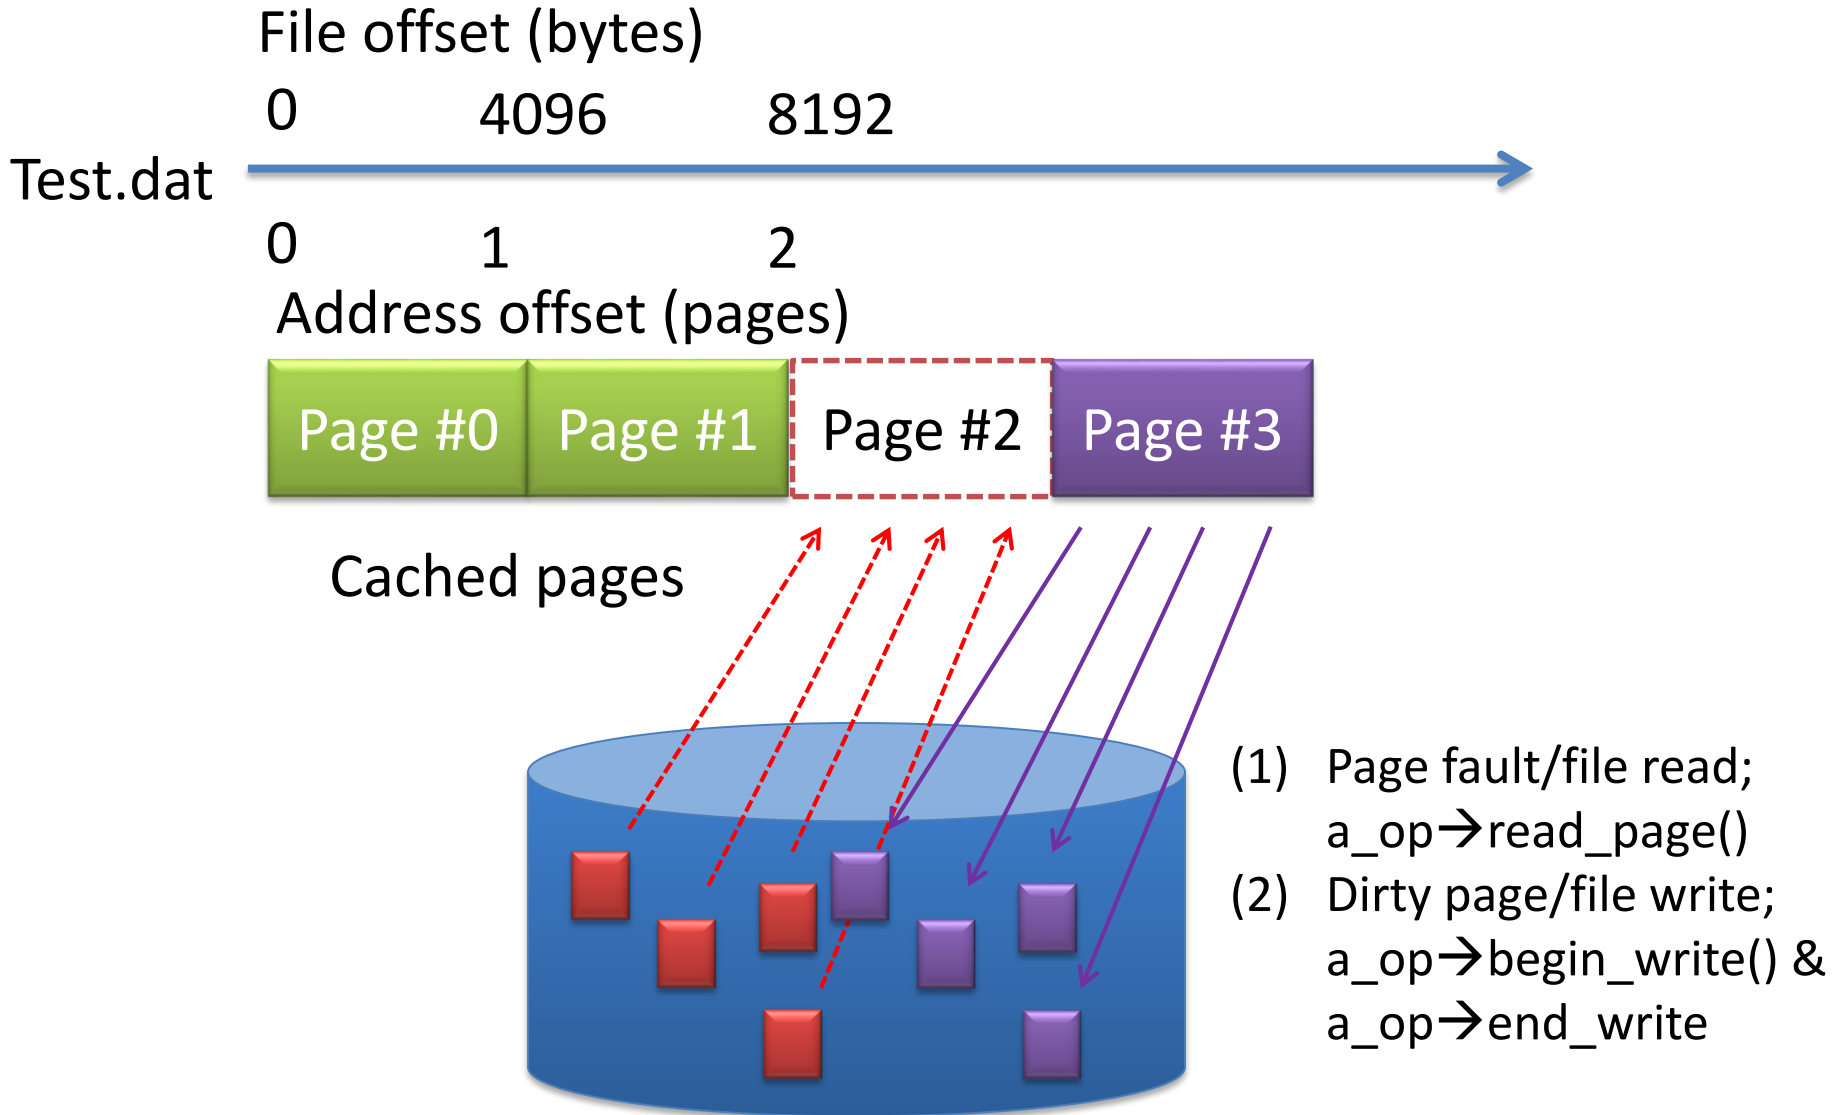 File offset (bytes)
0 4096 8192
Test.dat
0 1 2
Address offset (pages)
Page #0 Page #1 Page #2 Page #3
Cached pages
(1) Page fault/file read;
a_op→read_page()
(2) Dirty page/file write;
a_op→begin_write() &
a_op→end_write